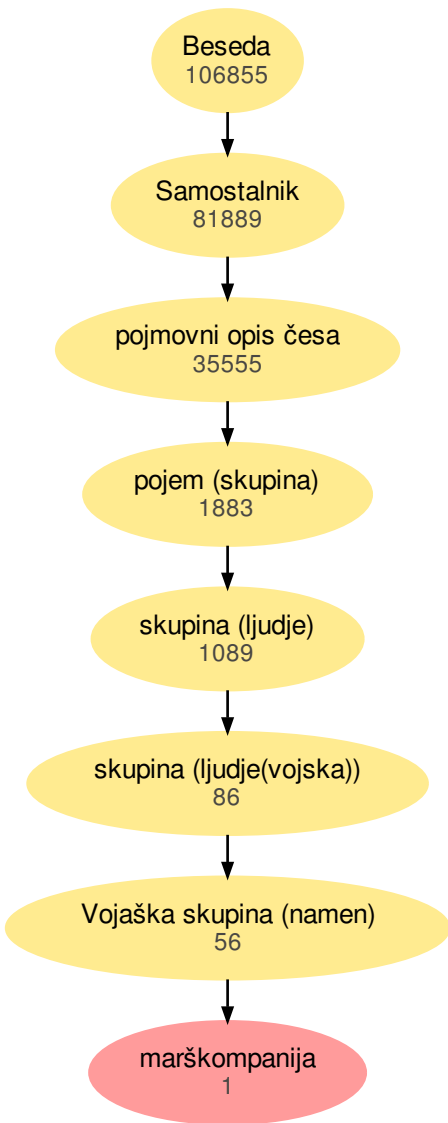 Beseda
106855
Samostalnik
81889
pojmovni opis česa
35555
pojem (skupina)
1883
skupina (ljudje)
1089
skupina (ljudje(vojska))
86
Vojaška skupina (namen)
56
marškompanija
1